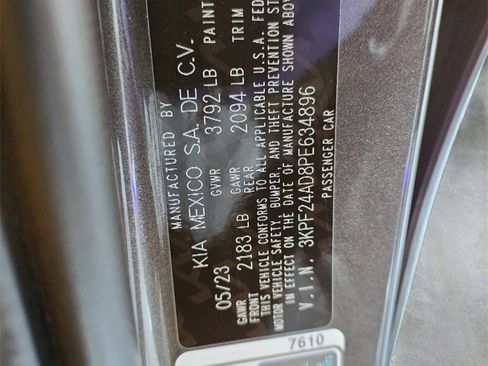 MANUFACTURED BY
KIA MEXICO S.A. DE C.V.
05/23 GVWR 3792 LB PAINT
GAWR FRONT 2183 LB GAWR REAR 2094 LB TRIM
THIS VEHICLE CONFORMS TO ALL APPLICABLE U.S.A. FED
MOTOR VEHICLE SAFETY, BUMPER, AND THEFT PREVENTION ST
IN EFFECT ON THE DATE OF MANUFACTURE SHOWN ABOV
V.I.N. 3KPF24AD8PE634896
PASSENGER CAR
7610